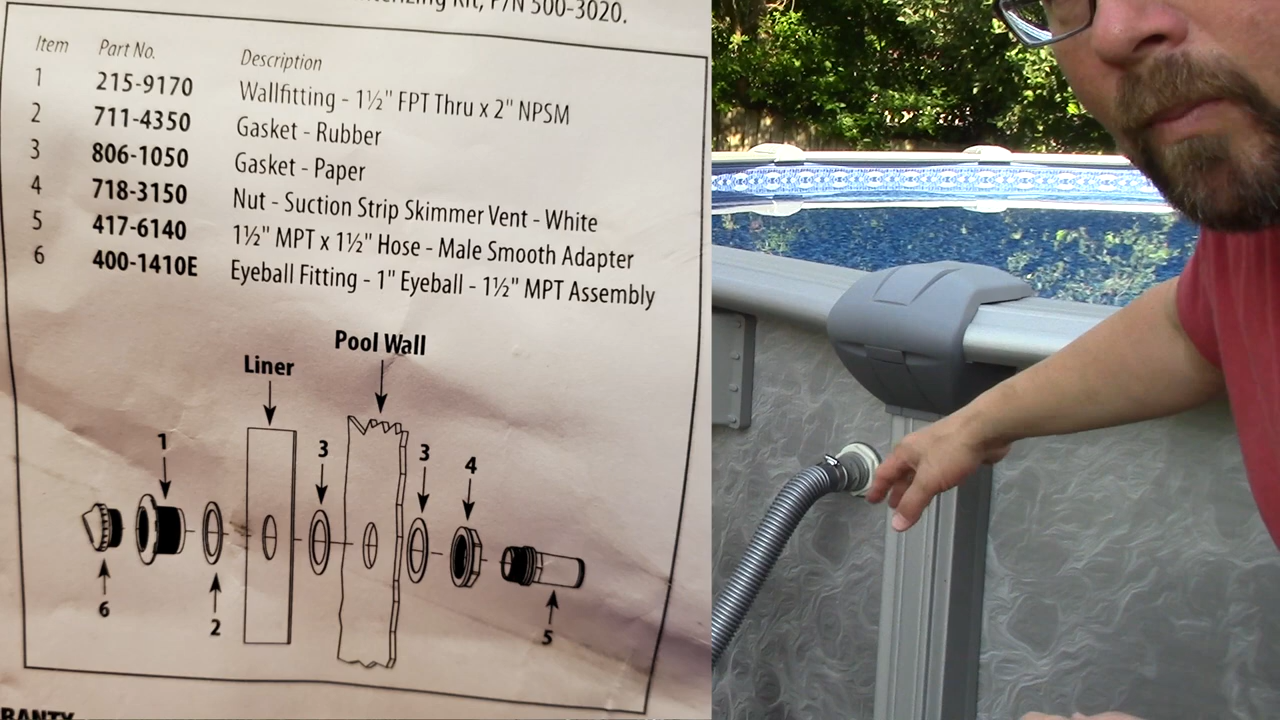 Kit, P/N 500-3020.
Item Part No. Description
1 215-9170 Wallfitting - 1½" FPT Thru x 2" NPSM
2 711-4350 Gasket - Rubber
3 806-1050 Gasket - Paper
4 718-3150 Nut - Suction Strip Skimmer Vent - White
5 417-6140 1½" MPT x 1½" Hose - Male Smooth Adapter
6 400-1410E Eyeball Fitting - 1" Eyeball - 1½" MPT Assembly
Pool Wall
Liner
1
3
3
4
6
2
5